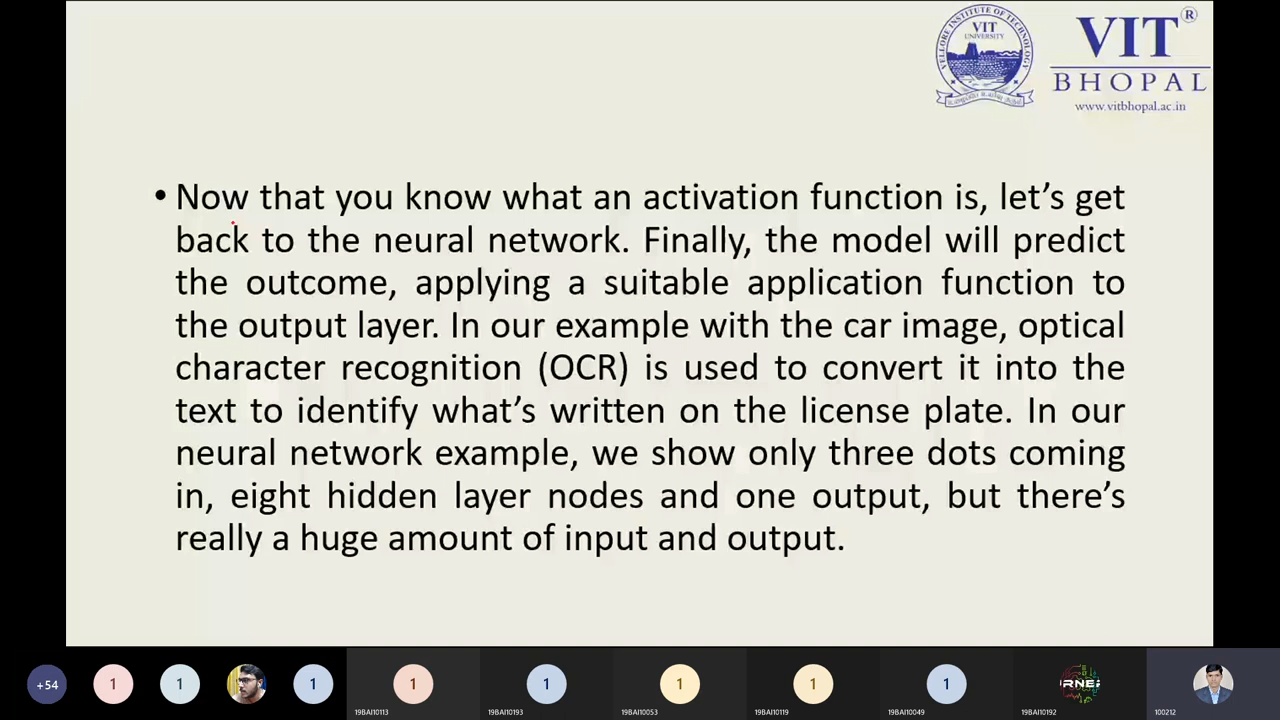 VELLORE INSTITUTE OF TECHNOLOGY
VIT
UNIVERSITY
VIT®
BHOPAL
www.vitbhopal.ac.in
• Now that you know what an activation function is, let's get
back to the neural network. Finally, the model will predict
the outcome, applying a suitable application function to
the output layer. In our example with the car image, optical
character recognition (OCR) is used to convert it into the
text to identify what's written on the license plate. In our
neural network example, we show only three dots coming
in, eight hidden layer nodes and one output, but there's
really a huge amount of input and output.
+54
1
1
1
1
1
1
1
1
RNE
19BAI10113
19BAI10193
19BAI10053
19BAI10119
19BAI10049
19BAI10192
100212